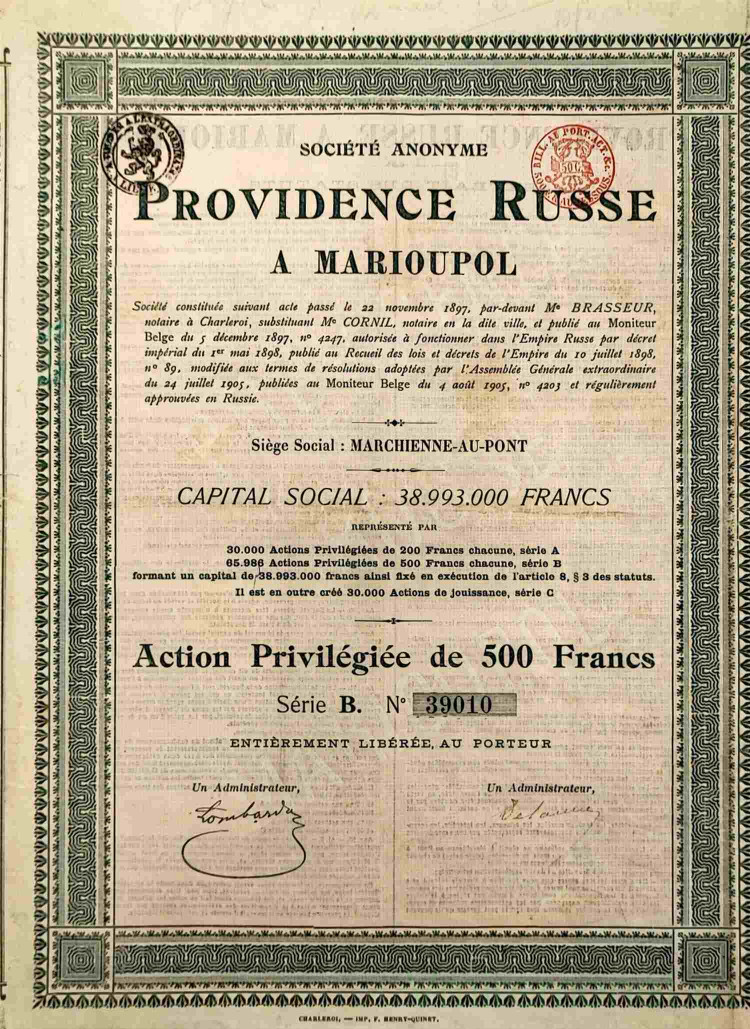 SOCIÉTÉ ANONYME
PROVIDENCE RUSSE
A MARIOUPOL
BILL. AU PORT. ACT. &.
50 C
Société constituée suivant acte passé le 22 novembre 1897, par-devant Me BRASSEUR,
notaire à Charleroi, substituant Me CORNIL, notaire en la dite ville, et publié au Moniteur
Belge du 5 décembre 1897, no 4247, autorisée à fonctionner dans l'Empire Russe par décret
impérial du 1er mai 1898, publié au Recueil des lois et décrets de l'Empire du 10 juillet 1898,
no 89, modifiée aux termes de résolutions adoptées par l'Assemblée Générale extraordinaire
du 24 juillet 1905, publiées au Moniteur Belge du 4 août 1905, no 4203 et régulièrement
approuvées en Russie.
Siège Social : MARCHIENNE-AU-PONT
CAPITAL SOCIAL : 38.993.000 FRANCS
REPRÉSENTÉ PAR
30.000 Actions Privilégiées de 200 Francs chacune, série A
65.986 Actions Privilégiées de 500 Francs chacune, série B
formant un capital de 38.993.000 francs ainsi fixé en exécution de l'article 8, § 3 des statuts.
Il est en outre créé 30.000 Actions de jouissance, série C
Action Privilégiée de 500 Francs
Série B. No 39010
ENTIÈREMENT LIBÉRÉE, AU PORTEUR
Un Administrateur, Un Administrateur,
CHARLEROI, — IMP. F. HENRY-QUINET.